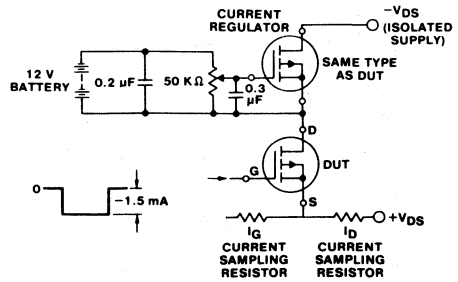 CURRENT
REGULATOR
−VDS
(ISOLATED
SUPPLY)
12 V
BATTERY
0.2 µF
50 KΩ
0.3
µF
SAME TYPE
AS DUT
D
DUT
G
S
0
−1.5 mA
+VDS
IG
CURRENT
SAMPLING
RESISTOR
ID
CURRENT
SAMPLING
RESISTOR